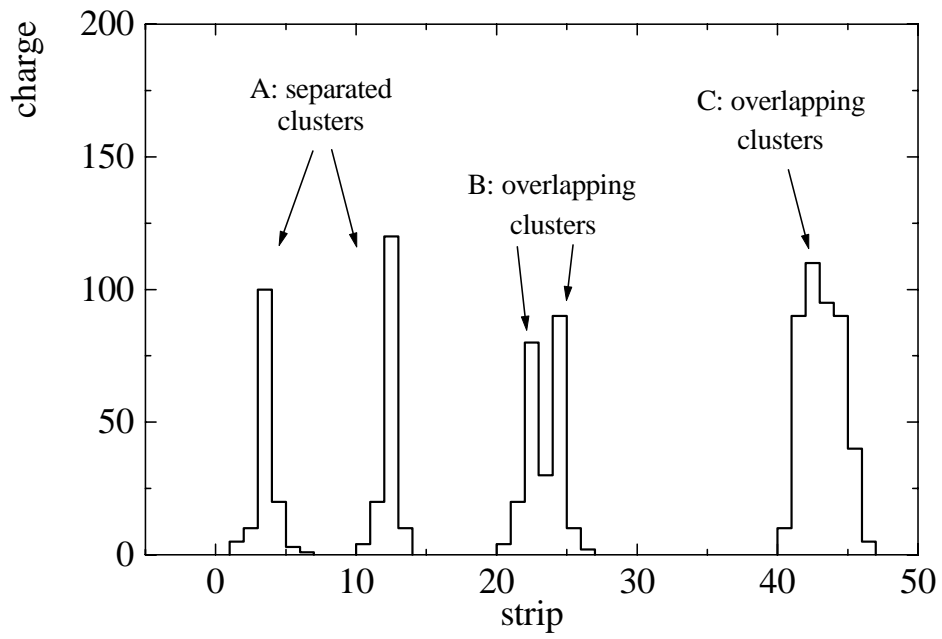 charge
200
150
100
50
0
A: separated
clusters
B: overlapping
clusters
C: overlapping
clusters
0 10 20 30 40 50
strip